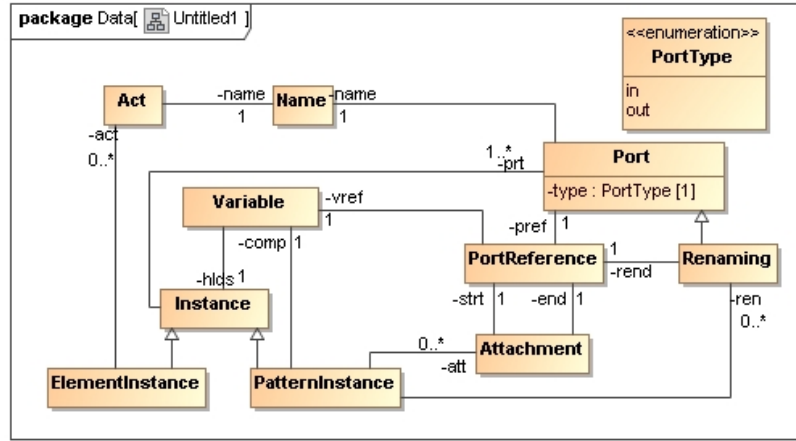 package Data[ Untitled1 ]
<<enumeration>>
PortType
in
out
Act
-name
1
Name
-name
1
-act
0..*
1..*
-prt
Port
-type : PortType [1]
Variable
-vref
1
-comp 1
-pref 1
PortReference
1
-rend
Renaming
-hlds 1
Instance
-strt 1
-end 1
-ren
0..*
0..*
-att
Attachment
ElementInstance
PatternInstance